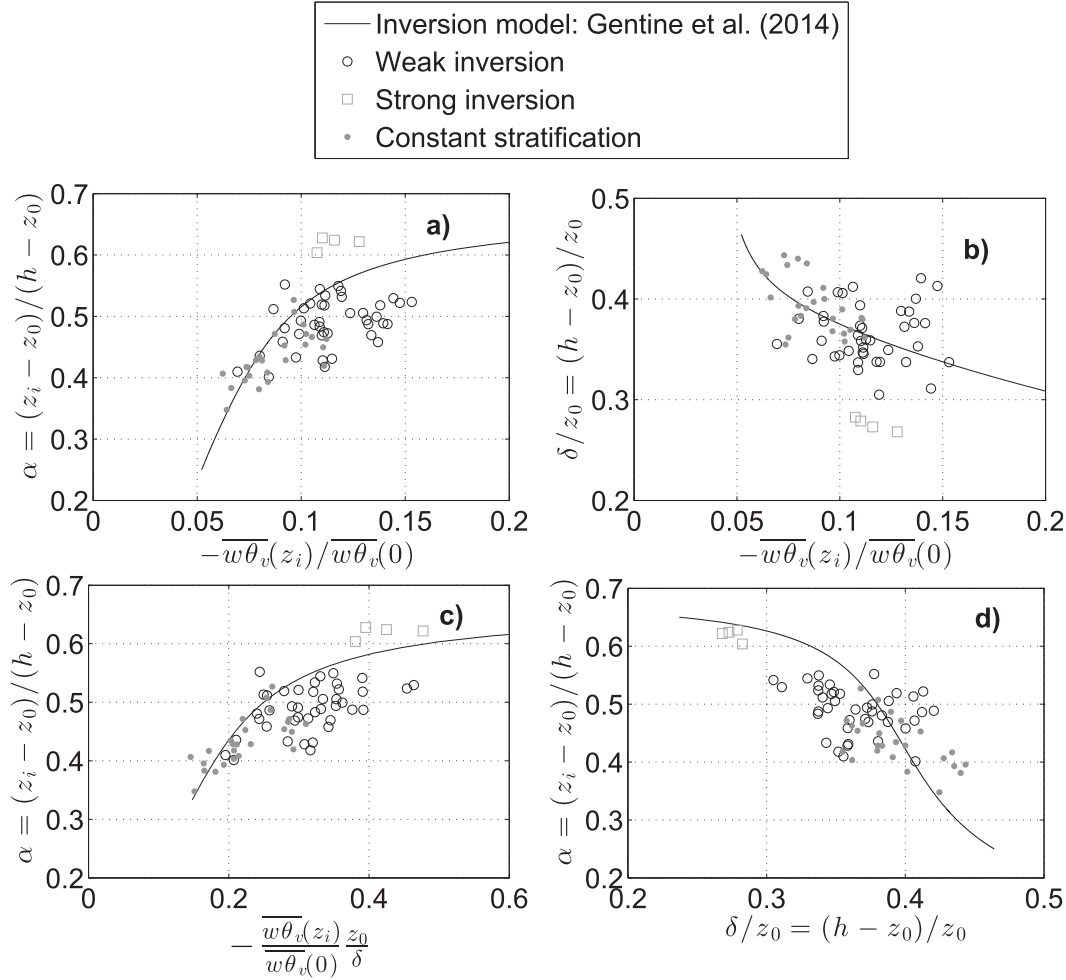 Inversion model: Gentine et al. (2014)
Weak inversion
Strong inversion
Constant stratification
a)
α = (z_i − z_0)/(h − z_0)
0.7
0.6
0.5
0.4
0.3
0.2
0 0.05 0.1 0.15 0.2
−\overline{wθ_v}(z_i)/\overline{wθ_v}(0)
b)
δ/z_0 = (h − z_0)/z_0
0.5
0.4
0.3
0.2
0 0.05 0.1 0.15 0.2
−\overline{wθ_v}(z_i)/\overline{wθ_v}(0)
c)
α = (z_i − z_0)/(h − z_0)
0.7
0.6
0.5
0.4
0.3
0.2
0 0.2 0.4 0.6
−\frac{\overline{wθ_v}(z_i)}{\overline{wθ_v}(0)} \frac{z_0}{δ}
d)
α = (z_i − z_0)/(h − z_0)
0.7
0.6
0.5
0.4
0.3
0.2
0.2 0.3 0.4 0.5
δ/z_0 = (h − z_0)/z_0